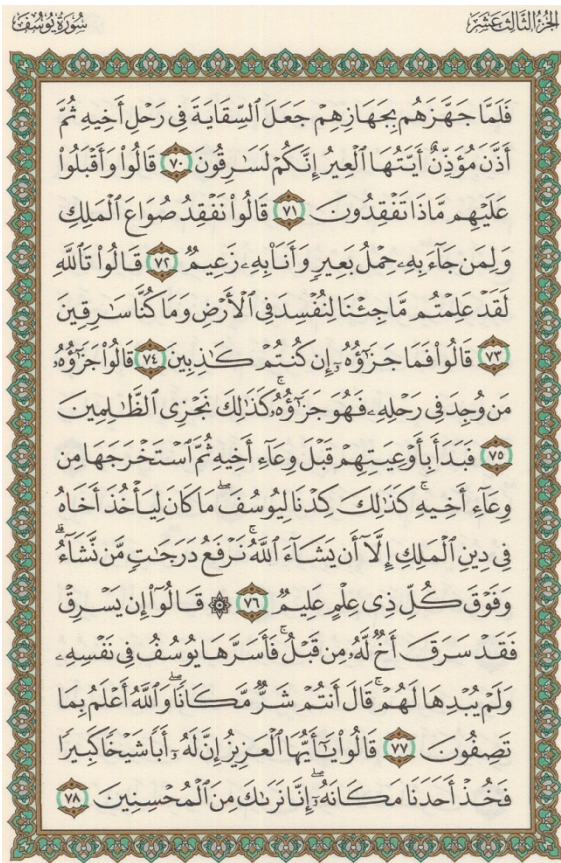 الجزء الثالث عشر
سورة يوسف
فَلَمَّا جَهَّزَهُم بِجَهَازِهِمْ جَعَلَ ٱلسِّقَايَةَ فِى رَحْلِ أَخِيهِ ثُمَّ
أَذَّنَ مُؤَذِّنٌ أَيَّتُهَا ٱلْعِيرُ إِنَّكُمْ لَسَٰرِقُونَ ٧٠ قَالُوا۟ وَأَقْبَلُوا۟
عَلَيْهِم مَّاذَا تَفْقِدُونَ ٧١ قَالُوا۟ نَفْقِدُ صُوَاعَ ٱلْمَلِكِ
وَلِمَن جَآءَ بِهِۦ حِمْلُ بَعِيرٍ وَأَنَا۠ بِهِۦ زَعِيمٌ ٧٢ قَالُوا۟ تَٱللَّهِ
لَقَدْ عَلِمْتُم مَّا جِئْنَا لِنُفْسِدَ فِى ٱلْأَرْضِ وَمَا كُنَّا سَٰرِقِينَ
٧٣ قَالُوا۟ فَمَا جَزَٰٓؤُهُۥٓ إِن كُنتُمْ كَٰذِبِينَ ٧٤ قَالُوا۟ جَزَٰٓؤُهُۥ
مَن وُجِدَ فِى رَحْلِهِۦ فَهُوَ جَزَٰٓؤُهُۥ ۚ كَذَٰلِكَ نَجْزِى ٱلظَّٰلِمِينَ
٧٥ فَبَدَأَ بِأَوْعِيَتِهِمْ قَبْلَ وِعَآءِ أَخِيهِ ثُمَّ ٱسْتَخْرَجَهَا مِن
وِعَآءِ أَخِيهِ ۚ كَذَٰلِكَ كِدْنَا لِيُوسُفَ ۖ مَا كَانَ لِيَأْخُذَ أَخَاهُ
فِى دِينِ ٱلْمَلِكِ إِلَّآ أَن يَشَآءَ ٱللَّهُ ۚ نَرْفَعُ دَرَجَٰتٍ مَّن نَّشَآءُ ۗ
وَفَوْقَ كُلِّ ذِى عِلْمٍ عَلِيمٌ ٧٦ ۞ قَالُوٓا۟ إِن يَسْرِقْ
فَقَدْ سَرَقَ أَخٌ لَّهُۥ مِن قَبْلُ ۚ فَأَسَرَّهَا يُوسُفُ فِى نَفْسِهِۦ
وَلَمْ يُبْدِهَا لَهُمْ ۚ قَالَ أَنتُمْ شَرٌّ مَّكَانًا ۖ وَٱللَّهُ أَعْلَمُ بِمَا
تَصِفُونَ ٧٧ قَالُوا۟ يَٰٓأَيُّهَا ٱلْعَزِيزُ إِنَّ لَهُۥٓ أَبًا شَيْخًا كَبِيرًا
فَخُذْ أَحَدَنَا مَكَانَهُۥٓ ۖ إِنَّا نَرَىٰكَ مِنَ ٱلْمُحْسِنِينَ ٧٨